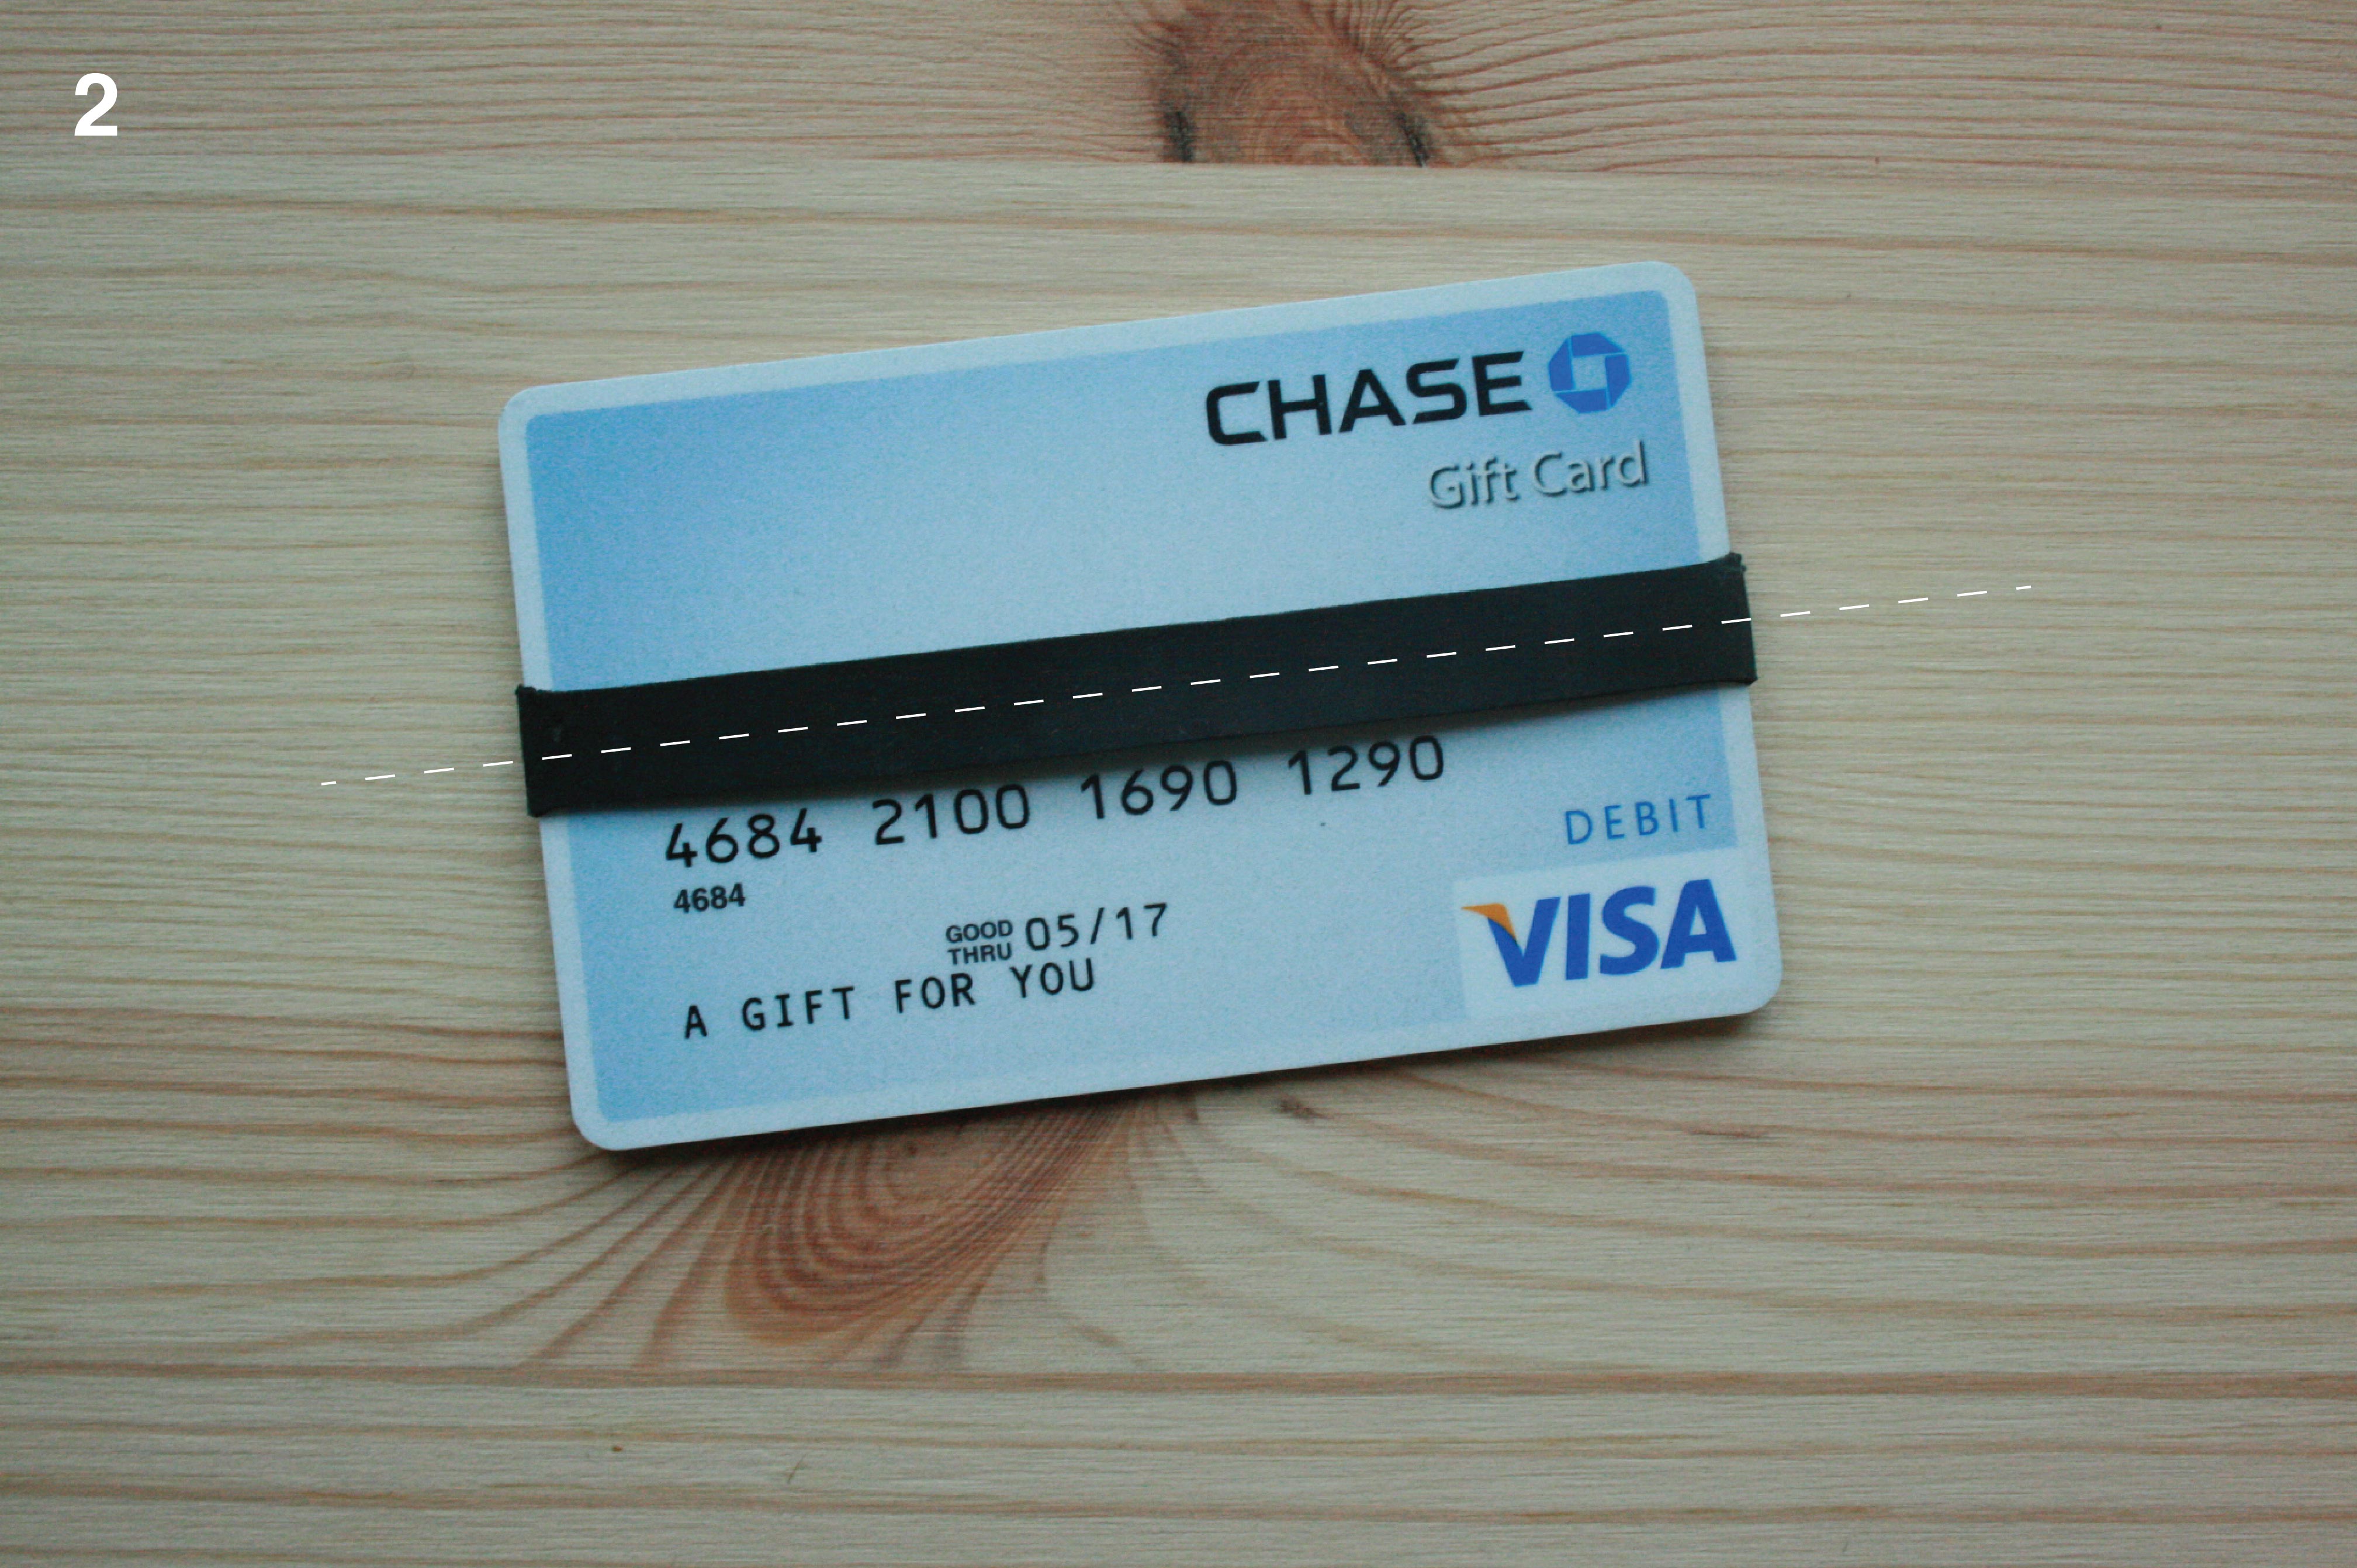 2
CHASE
Gift Card
4684 2100 1690 1290
4684
DEBIT
GOOD THRU 05/17
A GIFT FOR YOU
VISA